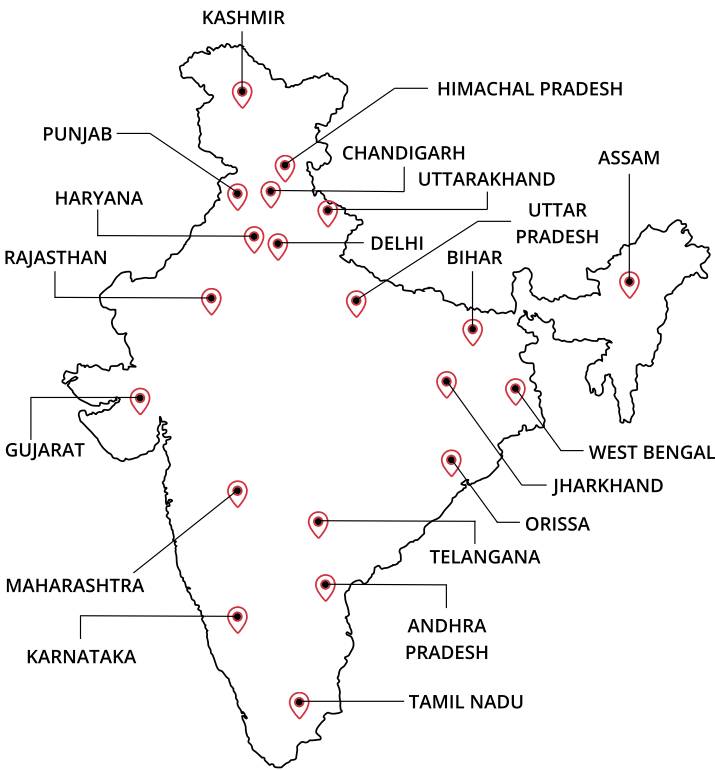 KASHMIR
HIMACHAL PRADESH
PUNJAB
CHANDIGARH
ASSAM
UTTARAKHAND
HARYANA
UTTAR
PRADESH
DELHI
RAJASTHAN
BIHAR
GUJARAT
WEST BENGAL
JHARKHAND
ORISSA
TELANGANA
MAHARASHTRA
ANDHRA
PRADESH
KARNATAKA
TAMIL NADU